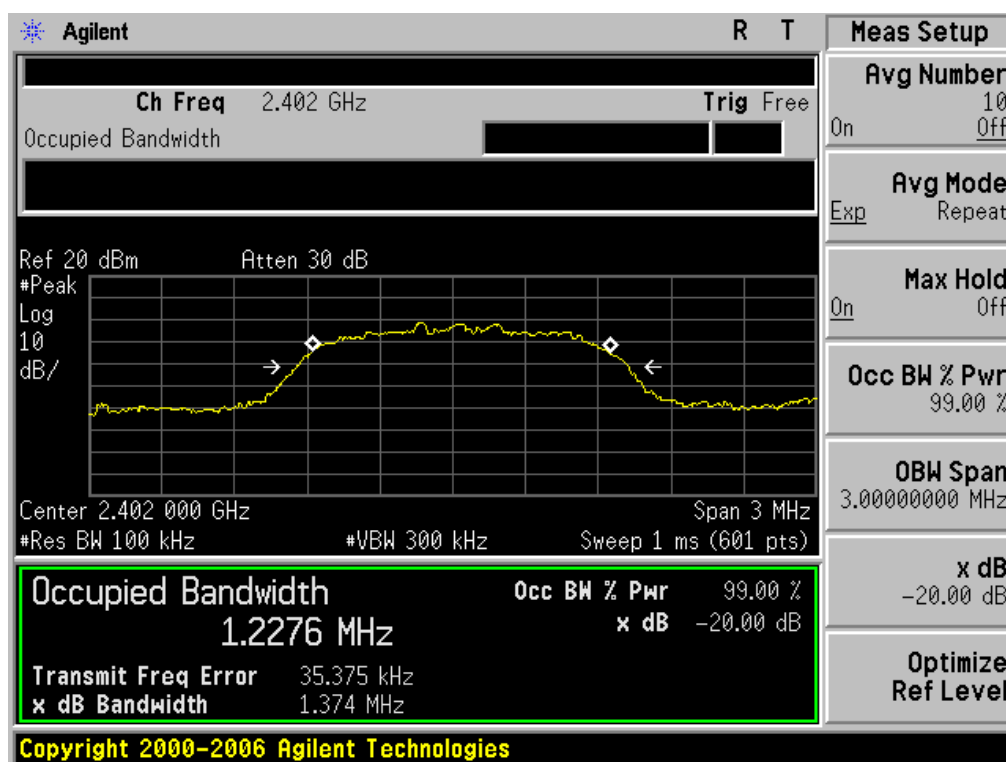 Agilent R T
Ch Freq 2.402 GHz Trig Free
Occupied Bandwidth
Ref 20 dBm Atten 30 dB
#Peak
Log
10
dB/
Center 2.402 000 GHz Span 3 MHz
#Res BW 100 kHz #VBW 300 kHz Sweep 1 ms (601 pts)
Occupied Bandwidth Occ BW % Pwr 99.00 %
1.2276 MHz x dB -20.00 dB
Transmit Freq Error 35.375 kHz
x dB Bandwidth 1.374 MHz
Copyright 2000-2006 Agilent Technologies
Meas Setup
Avg Number
10
On Off
Avg Mode
Exp Repeat
Max Hold
On Off
Occ BW % Pwr
99.00 %
OBW Span
3.00000000 MHz
x dB
-20.00 dB
Optimize
Ref Level